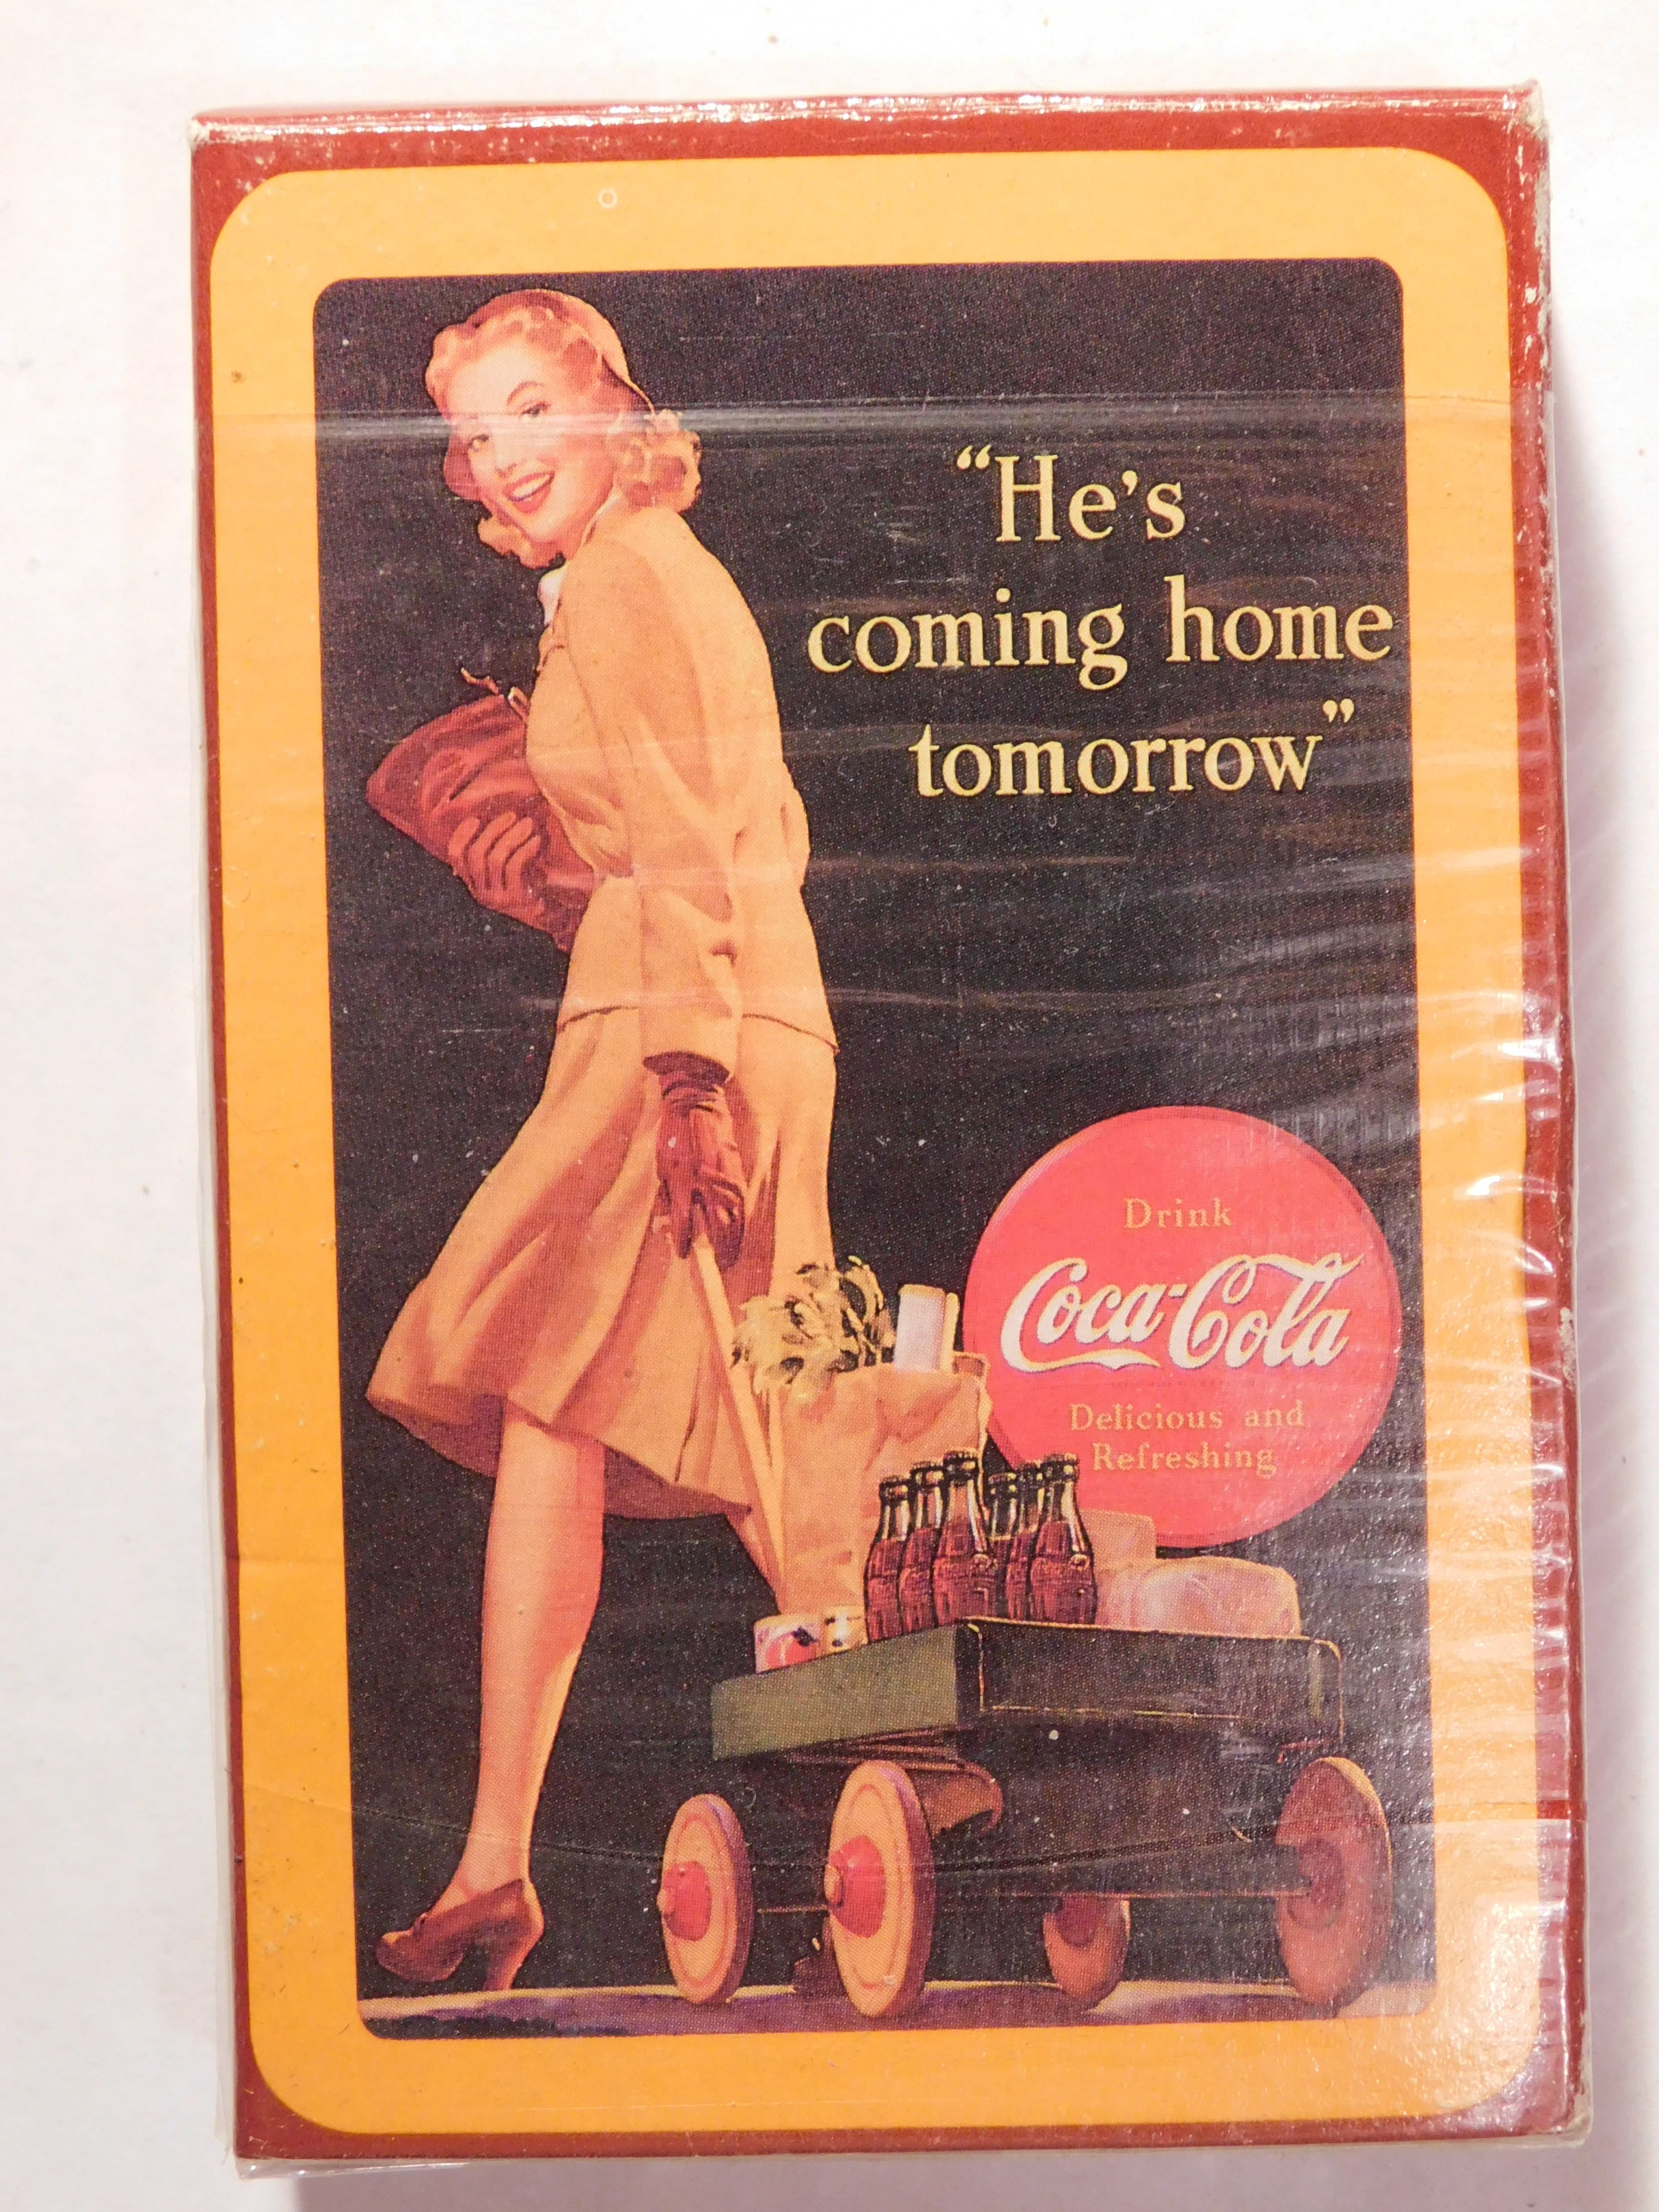 “He’s
coming home
tomorrow”
Drink
Coca-Cola
Delicious and
Refreshing